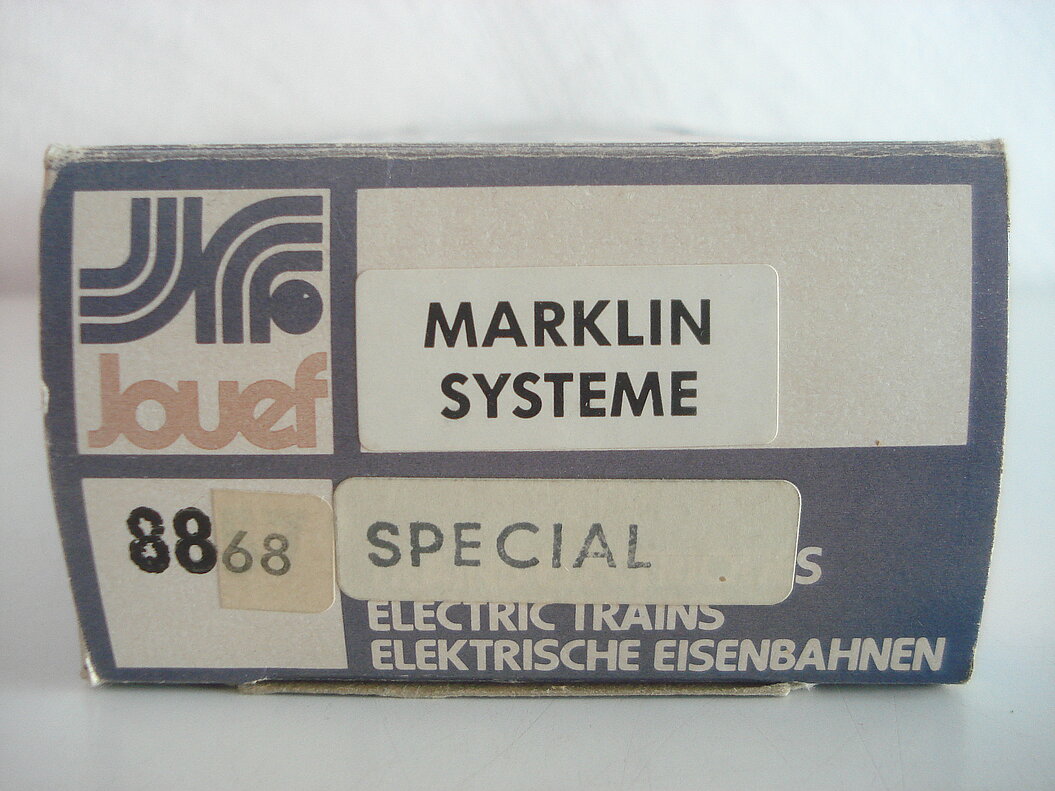 Jouef
MARKLIN
SYSTEME
8868
SPECIAL
S
ELECTRIC TRAINS
ELEKTRISCHE EISENBAHNEN